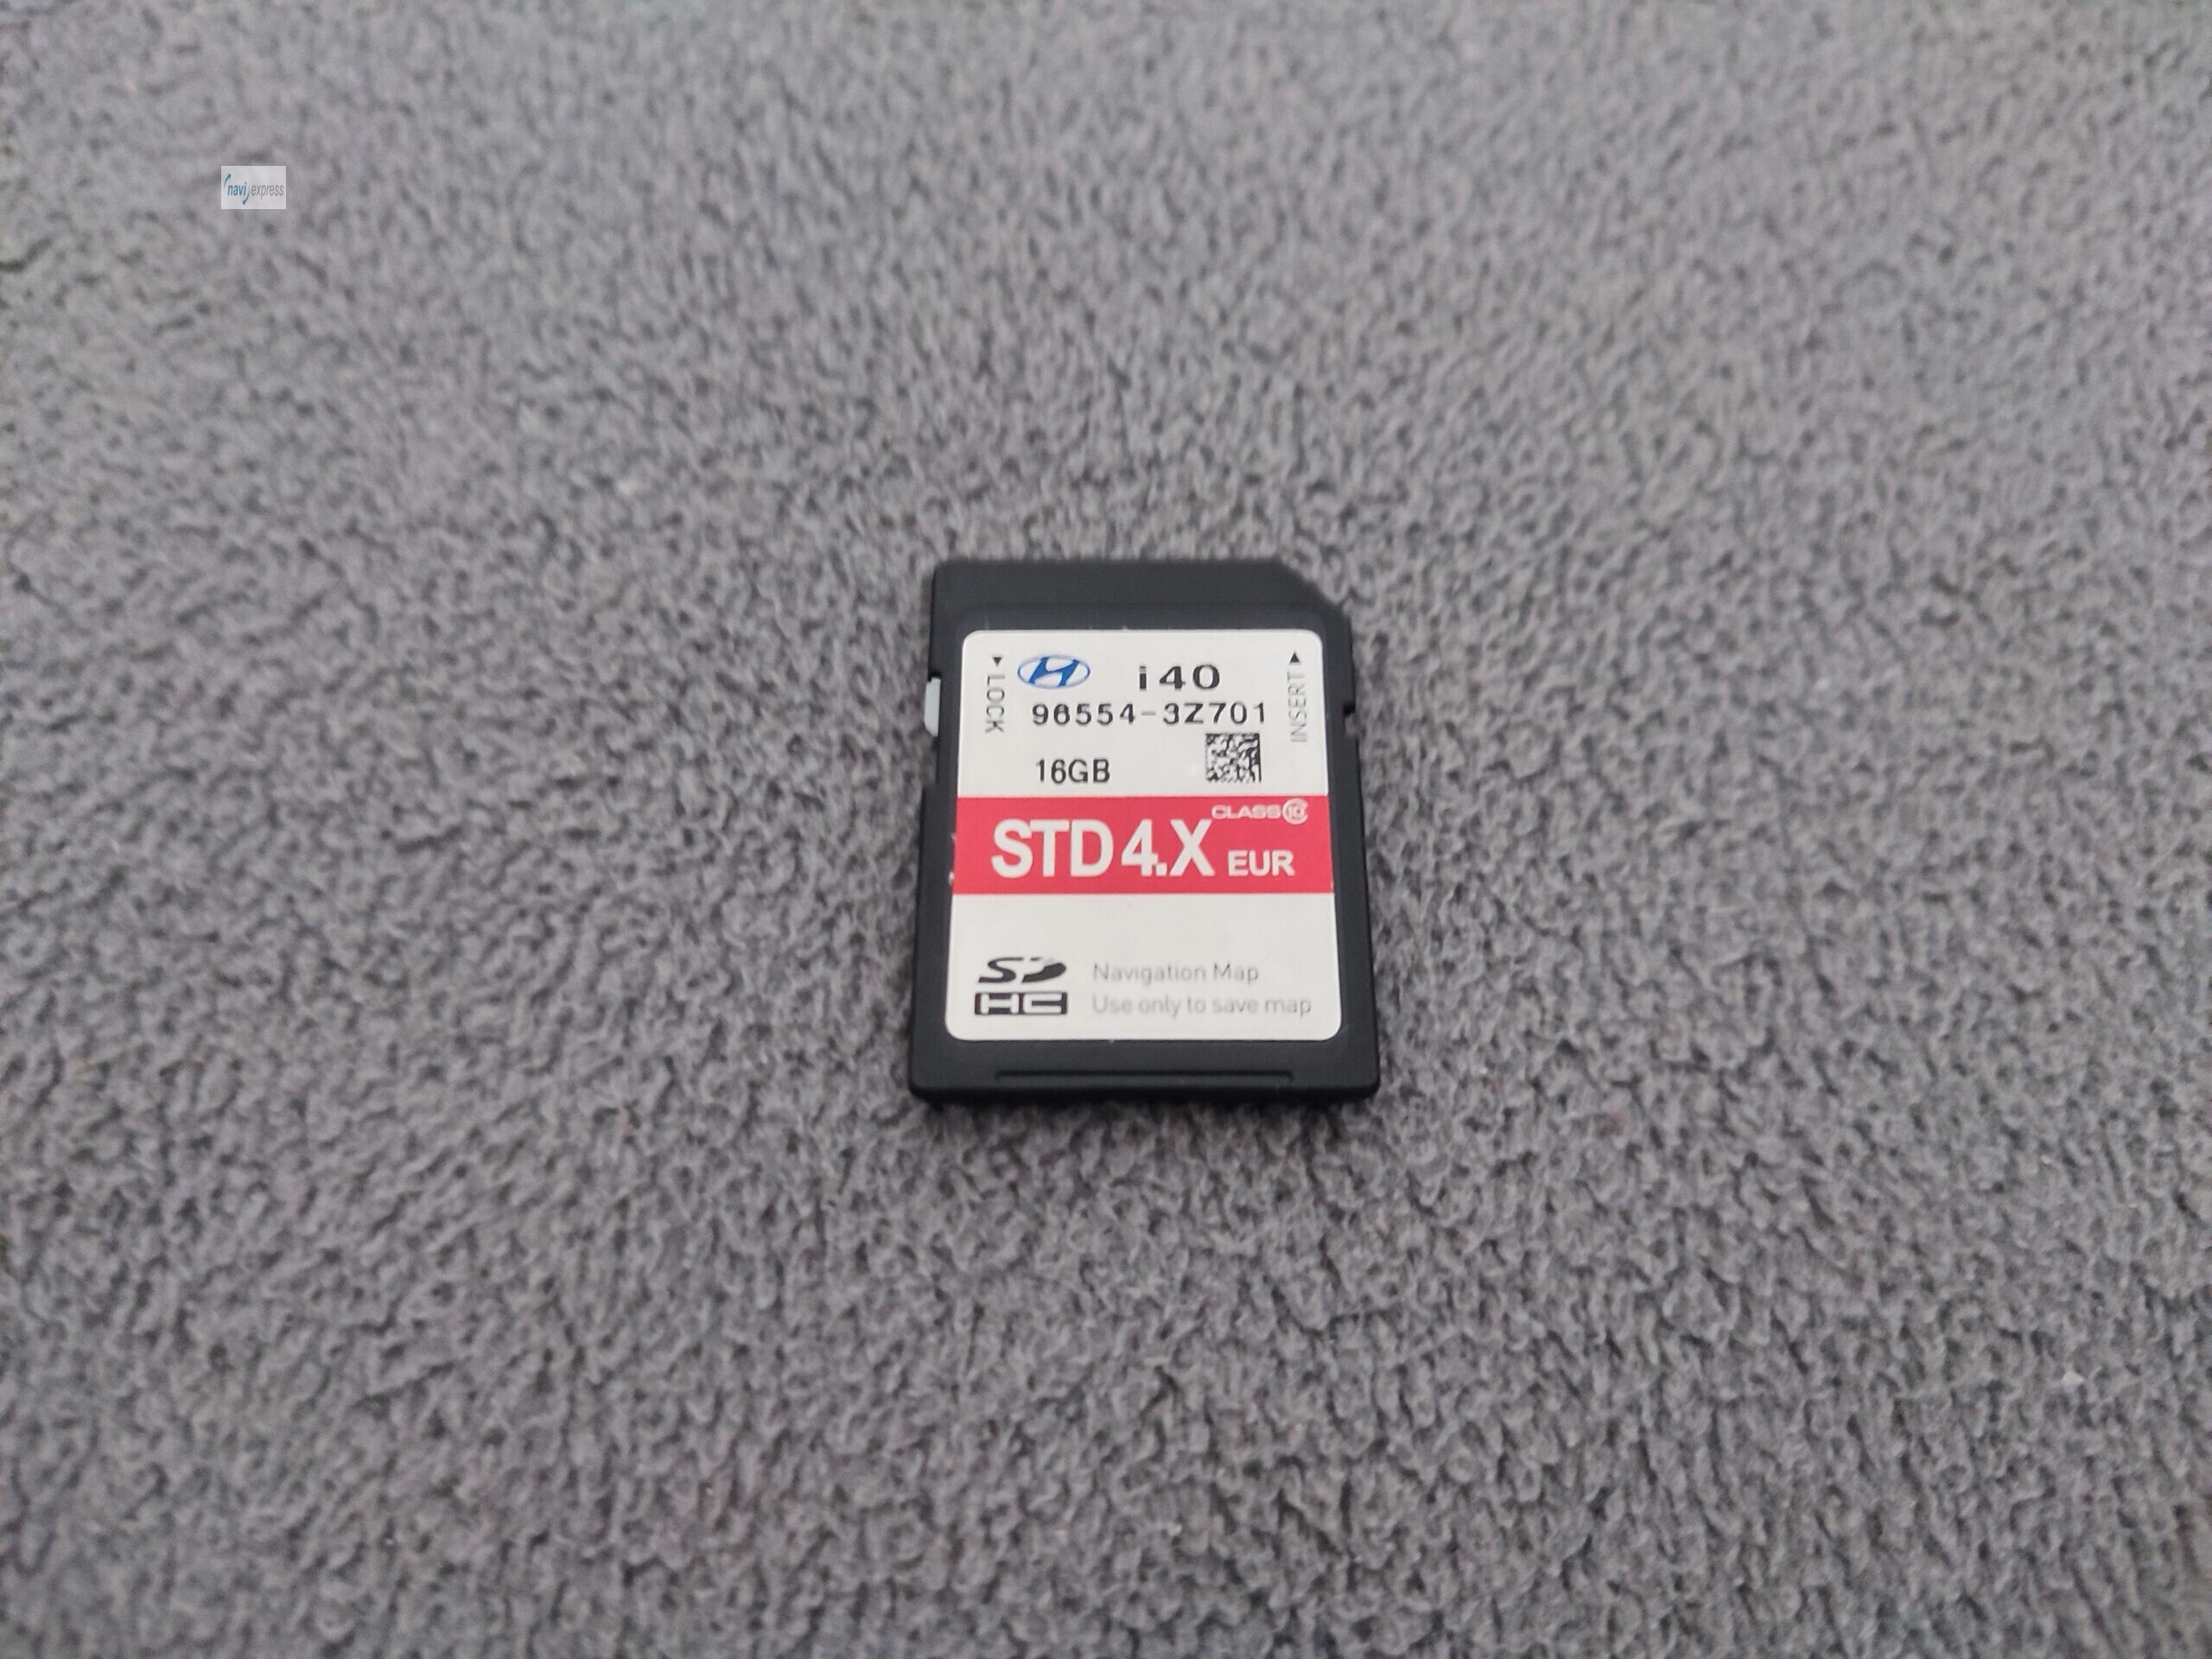 navi express
▼ LOCK
i40
96554-3Z701
INSERT ▲
16GB
CLASS 10
STD 4.X EUR
SD
HC
Navigation Map
Use only to save map